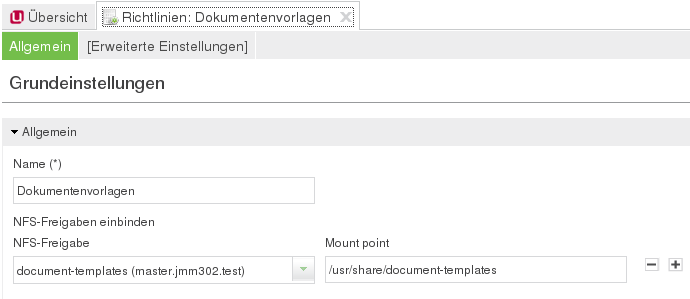 Übersicht Richtlinien: Dokumentenvorlagen
Allgemein [Erweiterte Einstellungen]
Grundeinstellungen
Allgemein
Name (*)
Dokumentenvorlagen
NFS-Freigaben einbinden
NFS-Freigabe Mount point
document-templates (master.jmm302.test) /usr/share/document-templates